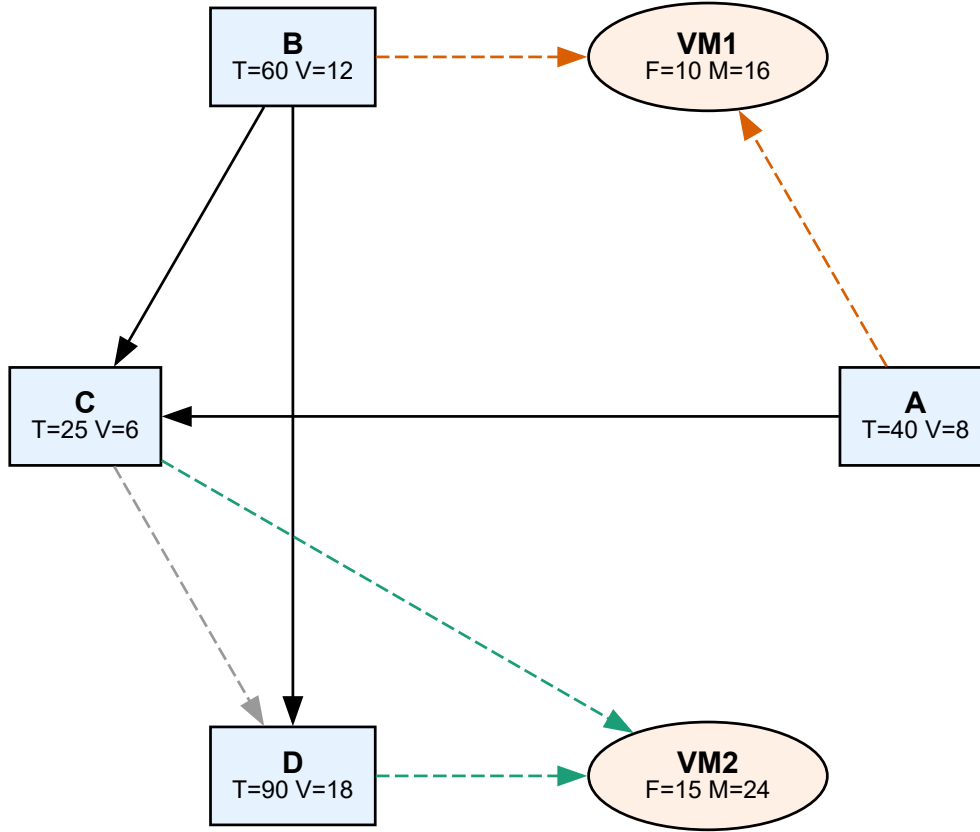 B
T=60 V=12
VM1
F=10 M=16
C
T=25 V=6
A
T=40 V=8
D
T=90 V=18
VM2
F=15 M=24